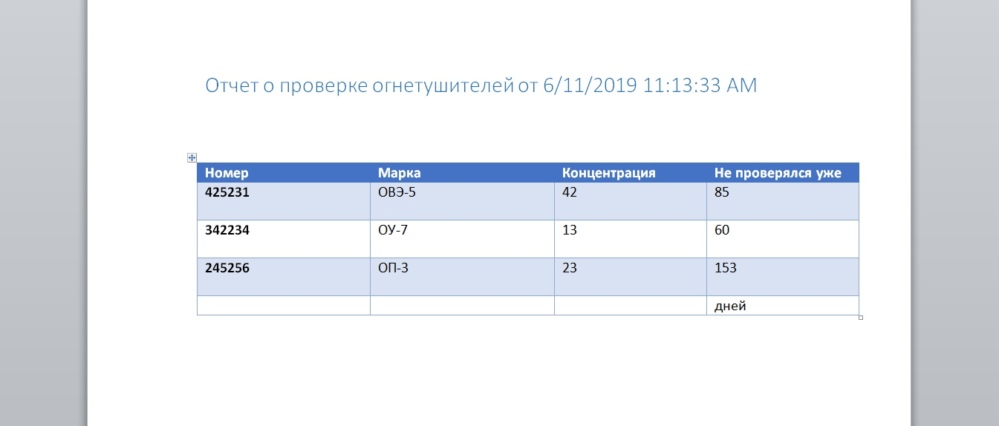 Отчет о проверке огнетушителей от 6/11/2019 11:13:33 AM
Номер Марка Концентрация Не проверялся уже
425231 ОВЭ-5 42 85
342234 ОУ-7 13 60
245256 ОП-3 23 153
дней